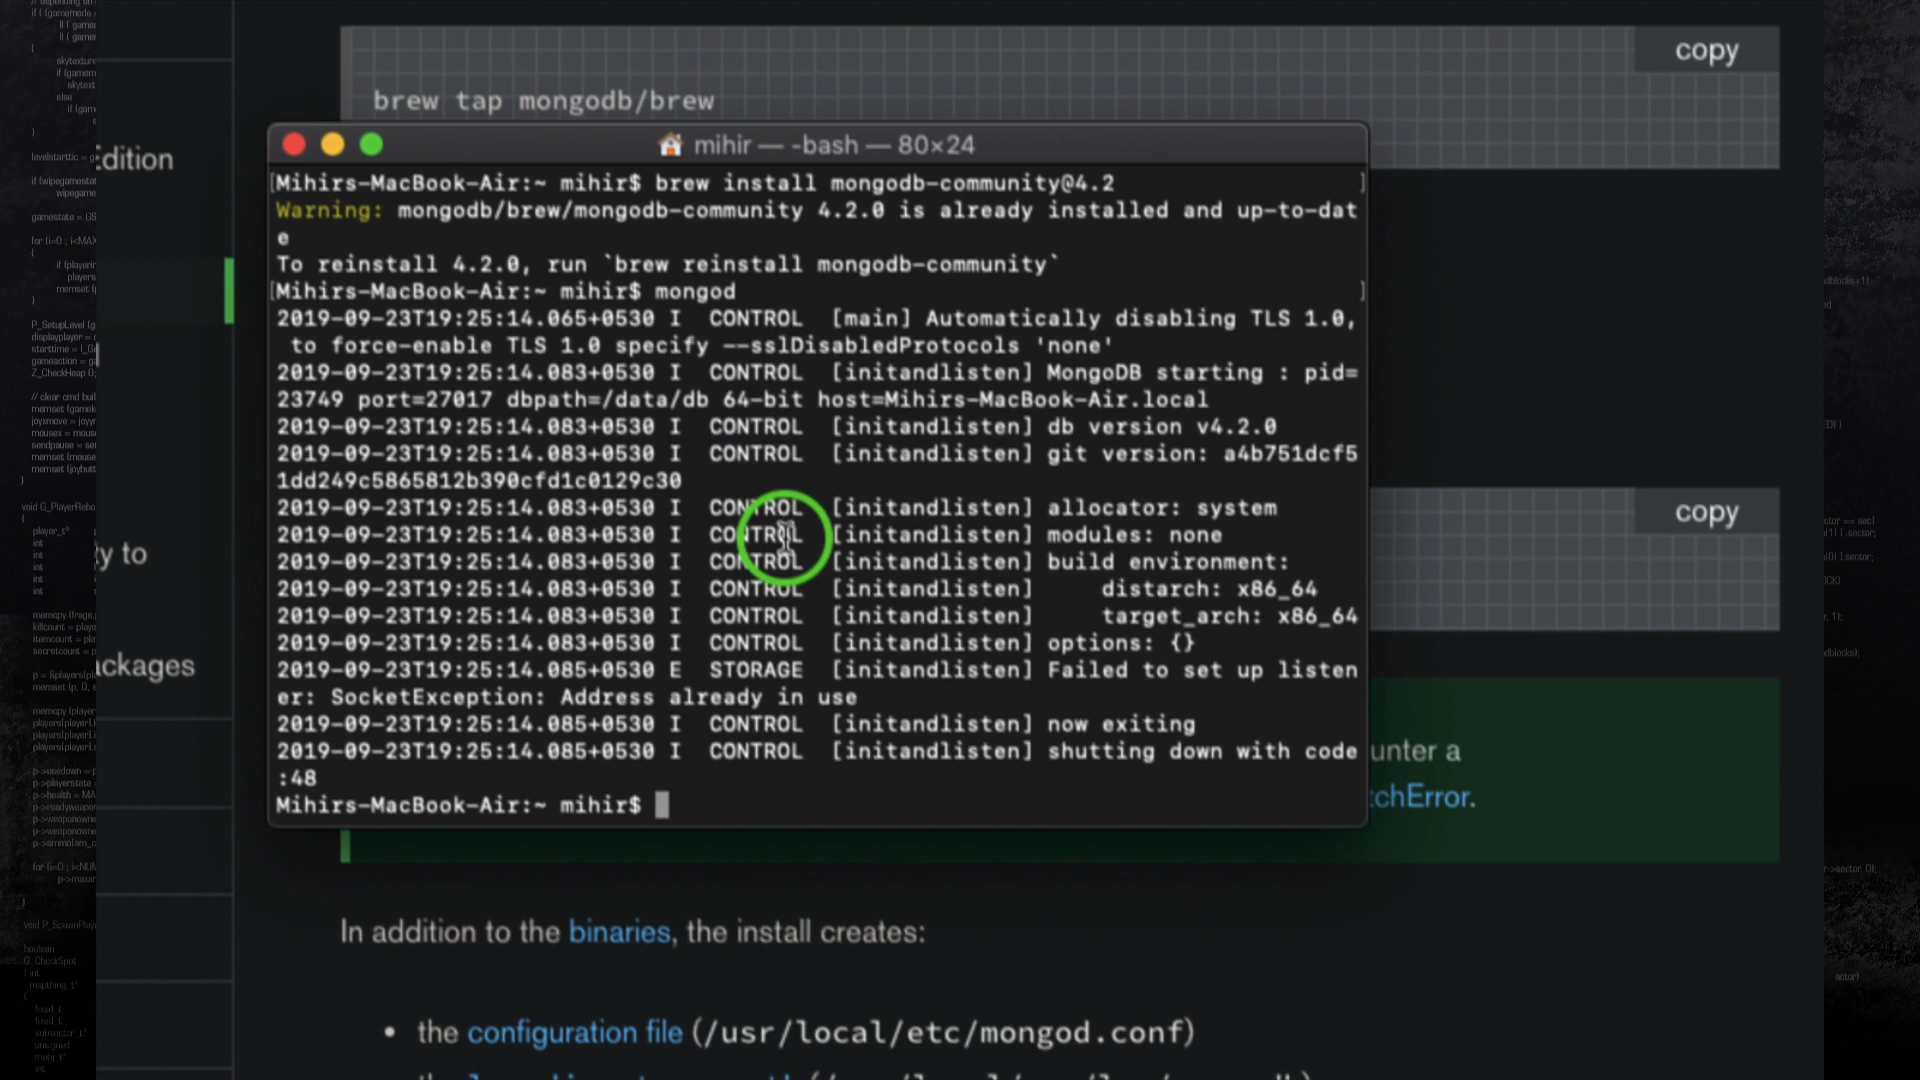 copy
brew tap mongodb/brew
mihir — -bash — 80×24
[Mihirs-MacBook-Air:~ mihir$ brew install mongodb-community@4.2 ]
Warning: mongodb/brew/mongodb-community 4.2.0 is already installed and up-to-dat
e
To reinstall 4.2.0, run `brew reinstall mongodb-community`
[Mihirs-MacBook-Air:~ mihir$ mongod ]
2019-09-23T19:25:14.065+0530 I  CONTROL  [main] Automatically disabling TLS 1.0,
 to force-enable TLS 1.0 specify --sslDisabledProtocols 'none'
2019-09-23T19:25:14.083+0530 I  CONTROL  [initandlisten] MongoDB starting : pid=
23749 port=27017 dbpath=/data/db 64-bit host=Mihirs-MacBook-Air.local
2019-09-23T19:25:14.083+0530 I  CONTROL  [initandlisten] db version v4.2.0
2019-09-23T19:25:14.083+0530 I  CONTROL  [initandlisten] git version: a4b751dcf5
1dd249c5865812b390cfd1c0129c30
2019-09-23T19:25:14.083+0530 I  CONTROL  [initandlisten] allocator: system
2019-09-23T19:25:14.083+0530 I  CONTROL  [initandlisten] modules: none
2019-09-23T19:25:14.083+0530 I  CONTROL  [initandlisten] build environment:
2019-09-23T19:25:14.083+0530 I  CONTROL  [initandlisten]     distarch: x86_64
2019-09-23T19:25:14.083+0530 I  CONTROL  [initandlisten]     target_arch: x86_64
2019-09-23T19:25:14.083+0530 I  CONTROL  [initandlisten] options: {}
2019-09-23T19:25:14.085+0530 E  STORAGE  [initandlisten] Failed to set up listen
er: SocketException: Address already in use
2019-09-23T19:25:14.085+0530 I  CONTROL  [initandlisten] now exiting
2019-09-23T19:25:14.085+0530 I  CONTROL  [initandlisten] shutting down with code
:48
Mihirs-MacBook-Air:~ mihir$
dition
y to
ckages
copy
unter a
tchError.
In addition to the binaries, the install creates:
• the configuration file (/usr/local/etc/mongod.conf)